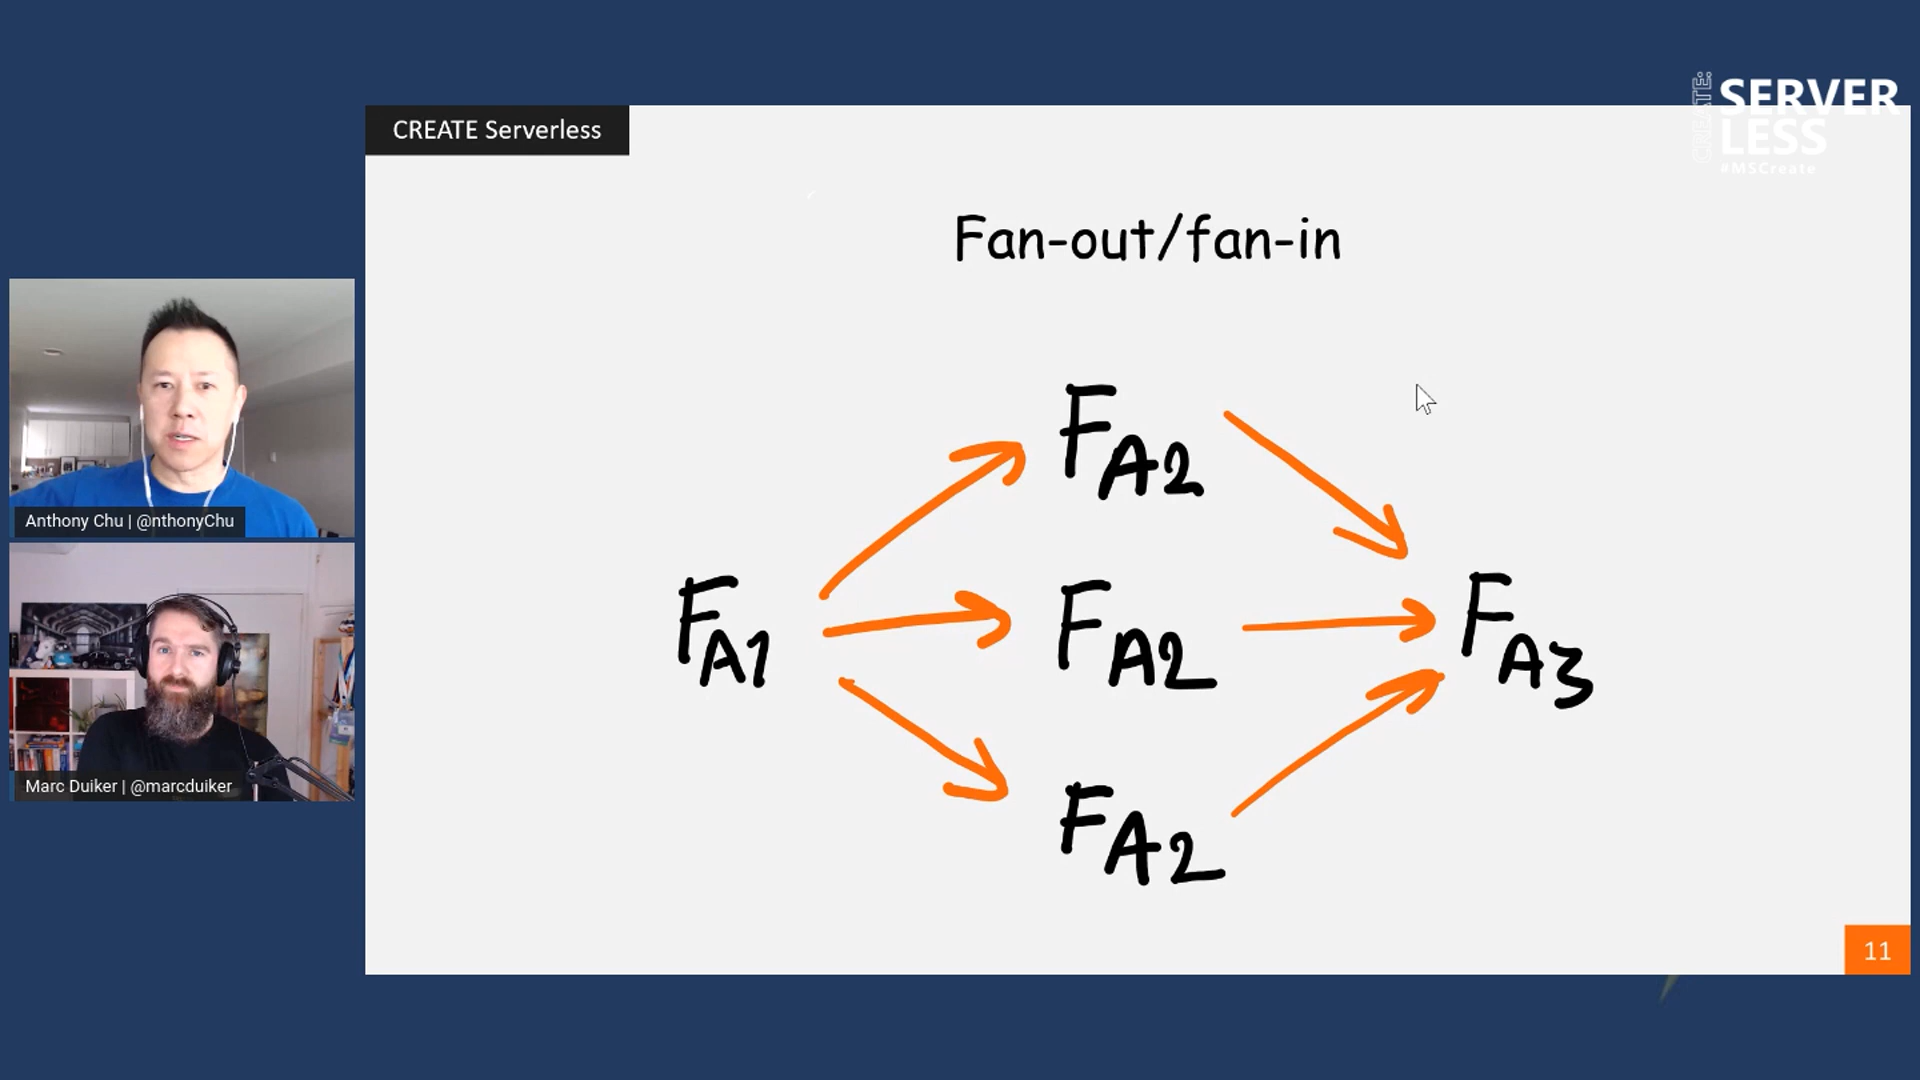 CREATE Serverless
CREATE:
SERVER
LESS
#MSCreate
Fan-out/fan-in
FA2
FA1
FA2
FA3
FA2
Anthony Chu | @nthonyChu
Marc Duiker | @marcduiker
11